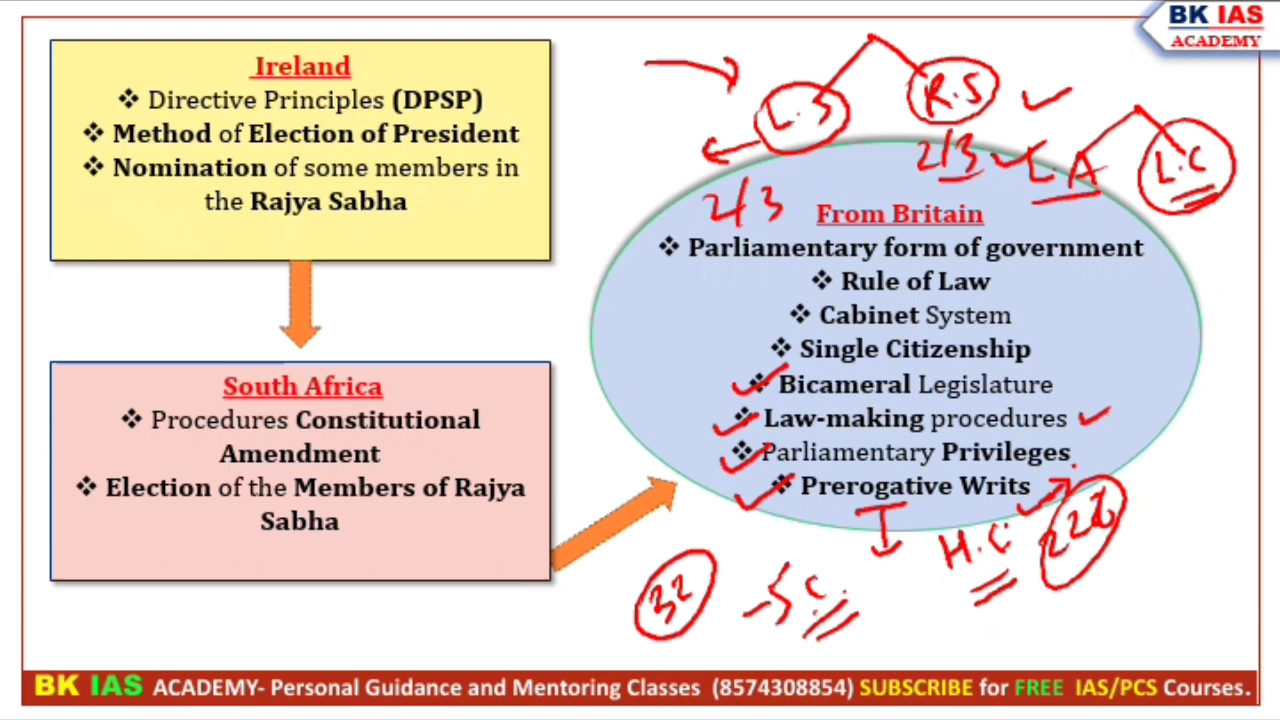 BK IAS
ACADEMY
Ireland
❖ Directive Principles (DPSP)
❖ Method of Election of President
❖ Nomination of some members in
the Rajya Sabha
South Africa
❖ Procedures Constitutional
Amendment
❖ Election of the Members of Rajya
Sabha
L.S
R.S
2/3
2/3
L.A
L.C
From Britain
❖ Parliamentary form of government
❖ Rule of Law
❖ Cabinet System
❖ Single Citizenship
❖ Bicameral Legislature
❖ Law-making procedures
❖ Parliamentary Privileges
❖ Prerogative Writs
32
S.C.
H.C
226
BK IAS ACADEMY- Personal Guidance and Mentoring Classes (8574308854) SUBSCRIBE for FREE IAS/PCS Courses.